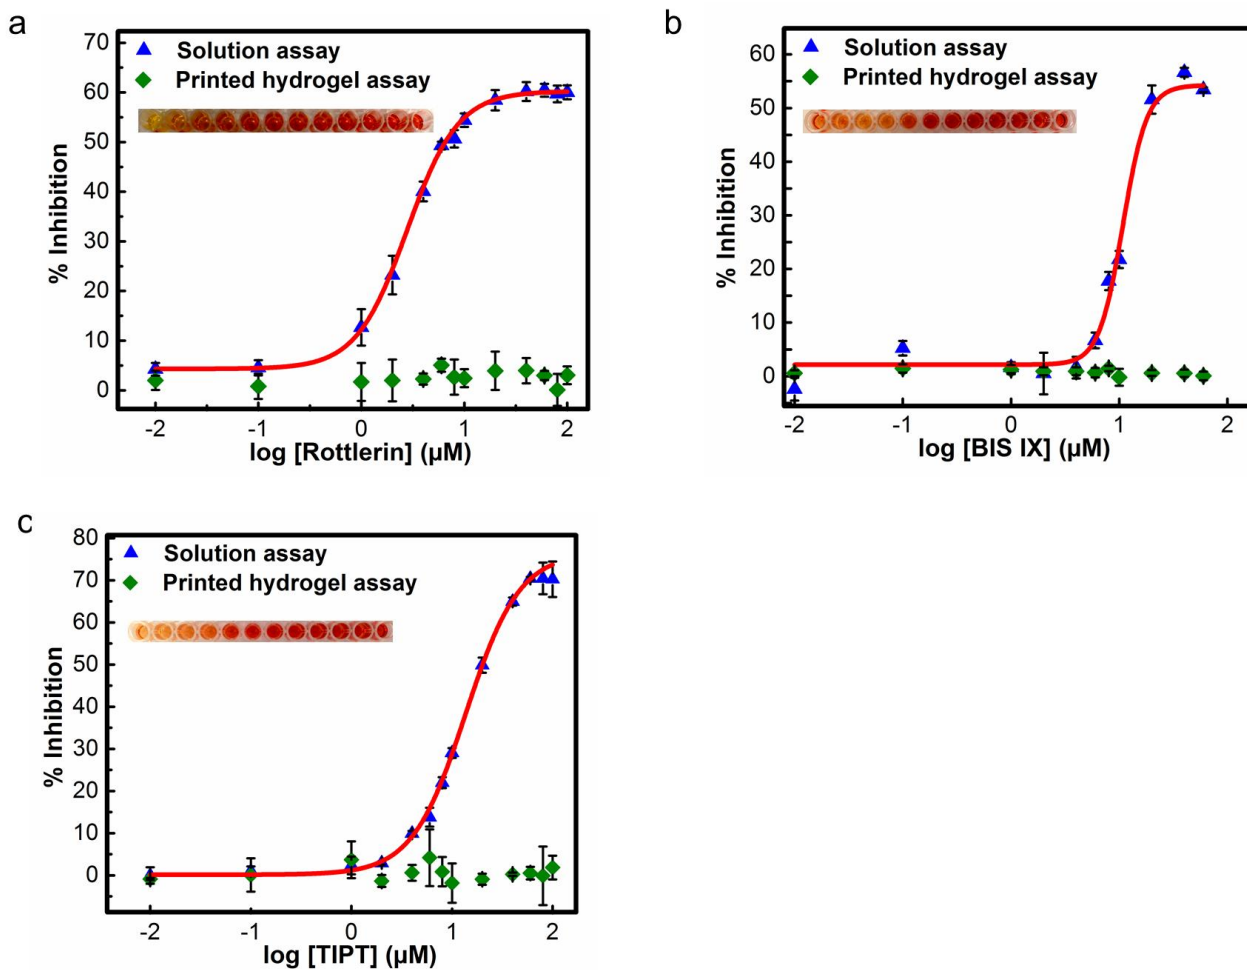 a
70
60
50
40
30
20
10
0
% Inhibition
Solution assay
Printed hydrogel assay
-2 -1 0 1 2
log [Rottlerin] (µM)
b
60
50
40
30
20
10
0
% Inhibition
Solution assay
Printed hydrogel assay
-2 -1 0 1 2
log [BIS IX] (µM)
c
80
70
60
50
40
30
20
10
0
% Inhibition
Solution assay
Printed hydrogel assay
-2 -1 0 1 2
log [TIPT] (µM)